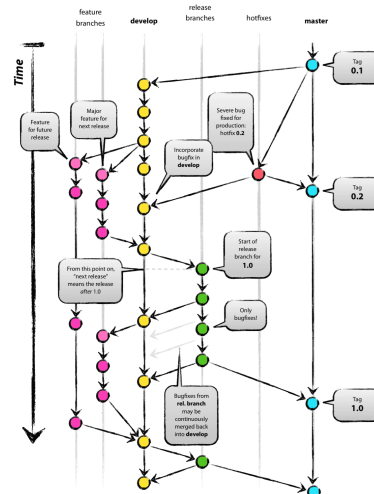 feature
branches
develop
release
branches
hotfixes
master
Time
Tag
0.1
Major
feature for
next release
Severe bug
fixed for
production:
hotfix 0.2
Feature
for future
release
Incorporate
bugfix in
develop
Tag
0.2
Start of
release
branch for
1.0
From this point on,
"next release"
means the release
after 1.0
Only
bugfixes!
Bugfixes from
rel. branch
may be
continuously
merged back
into develop
Tag
1.0